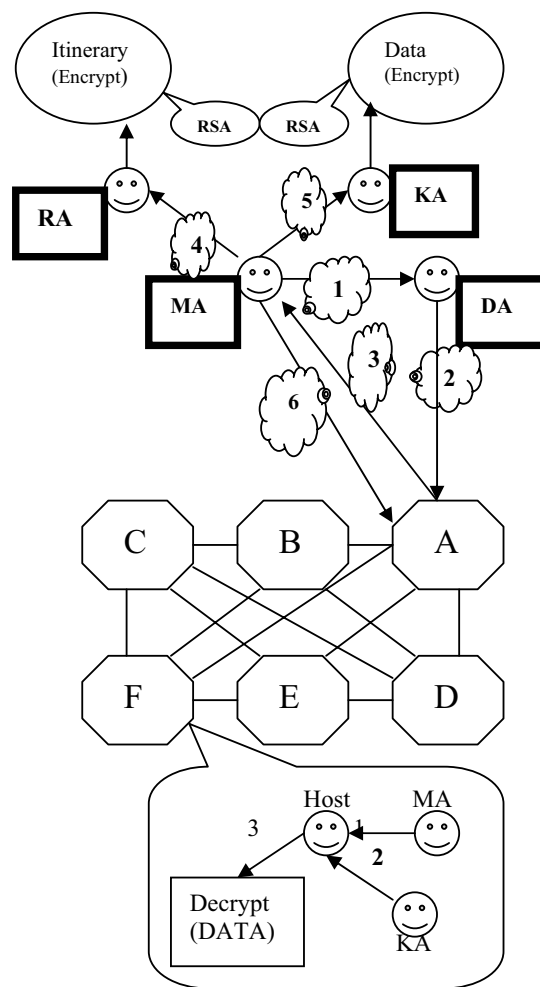 Itinerary
(Encrypt)
Data
(Encrypt)
RSA
RSA
RA
KA
5
4
MA
1
DA
3
2
6
C
B
A
F
E
D
Host
MA
3
1
2
Decrypt
(DATA)
KA